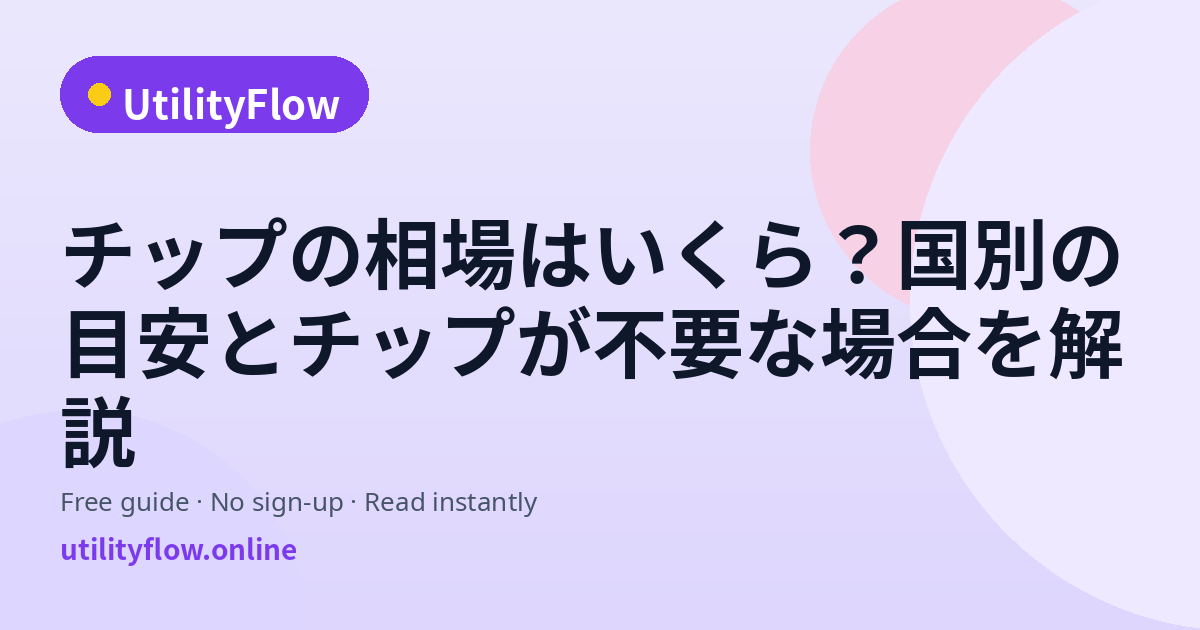 UtilityFlow
チップの相場はいくら？国別の
目安とチップが不要な場合を解
説
Free guide · No sign-up · Read instantly
utilityflow.online